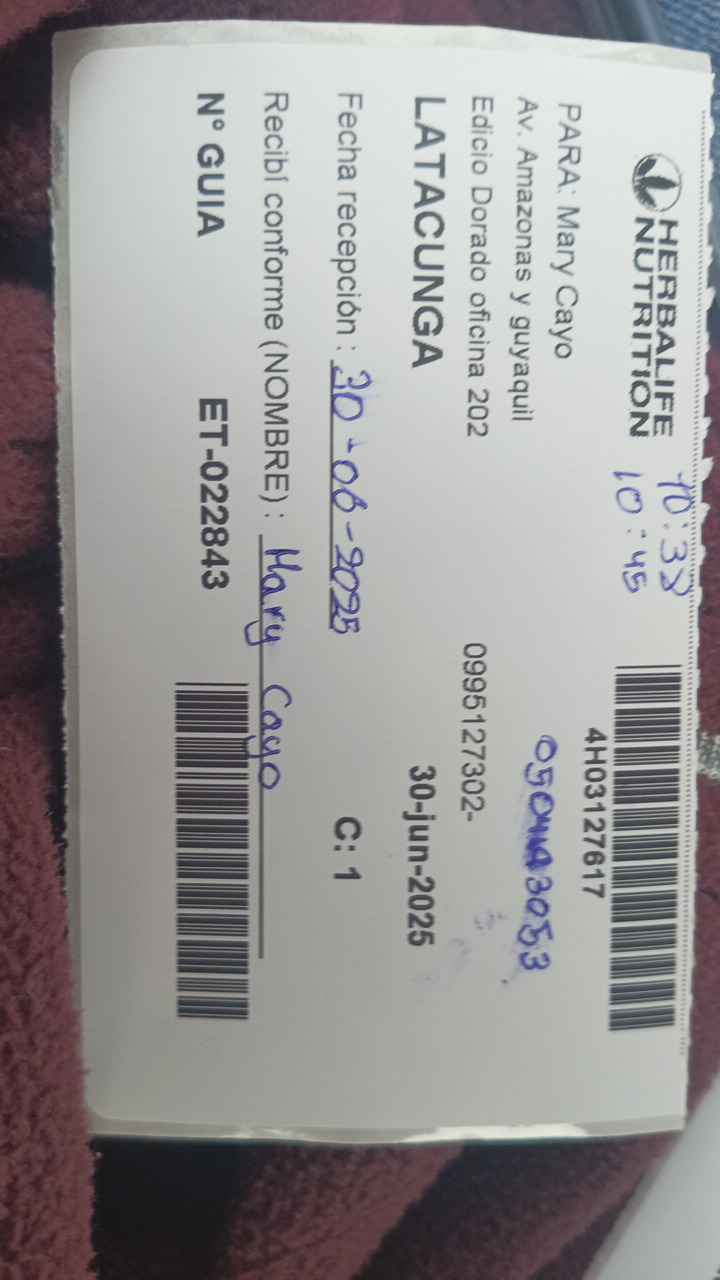 HERBALIFE
NUTRITION
10:38
10:45
4H03127617
PARA: Mary Cayo
Av. Amazonas y guyaquil
Edicio Dorado oficina 202
0995127302-
LATACUNGA
30-jun-2025
Fecha recepción : 30-06-2025
C: 1
Recibí conforme (NOMBRE) : Mary Cayo
N° GUIA
ET-022843